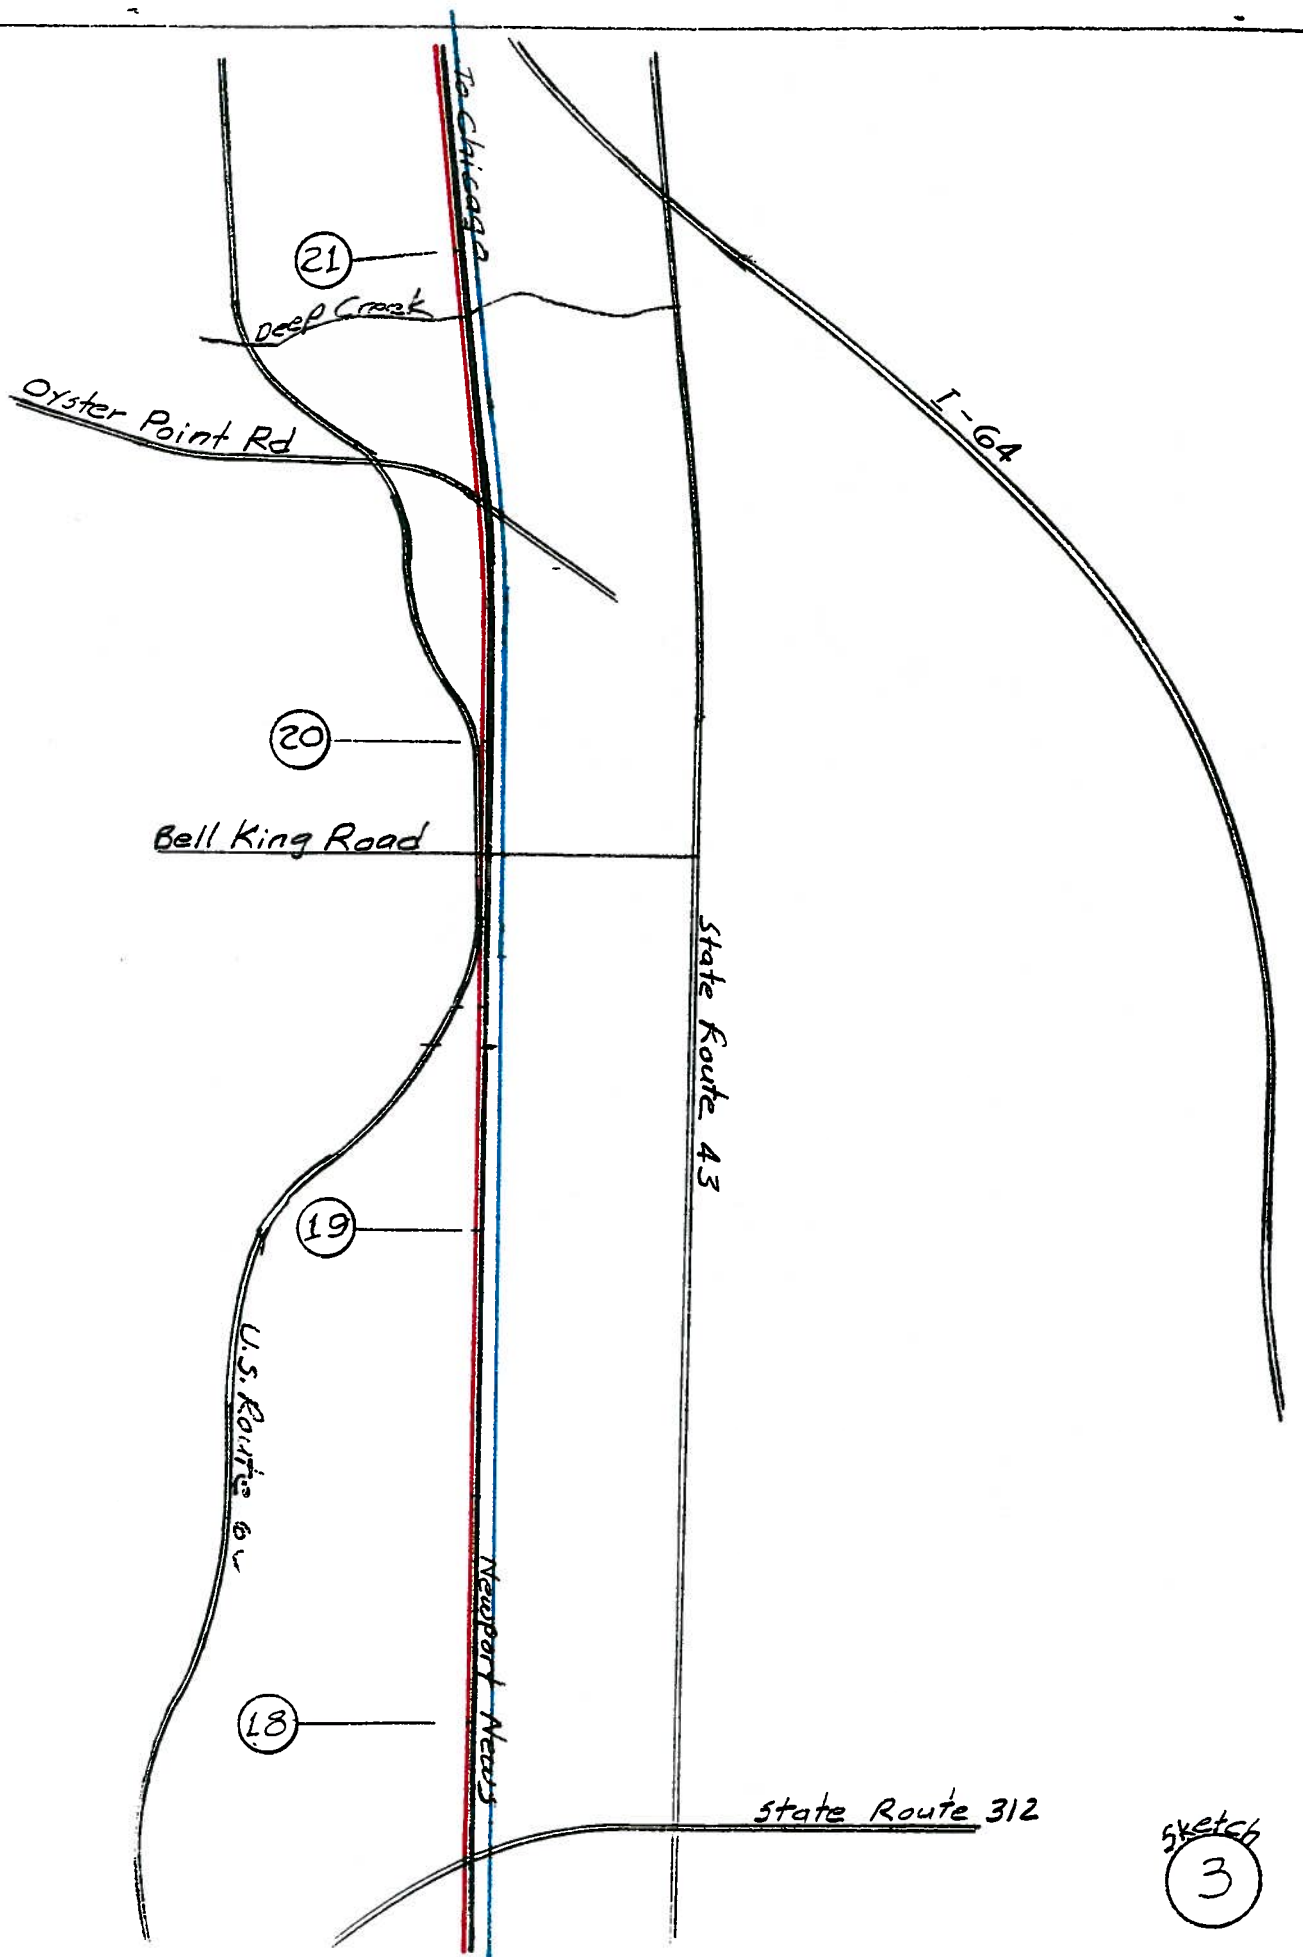 To Chicago
21
Deep Creek
Oyster Point Rd
I-64
20
Bell King Road
State Route 43
19
U.S. Route
Newport News
18
State Route 312
Sketch
3